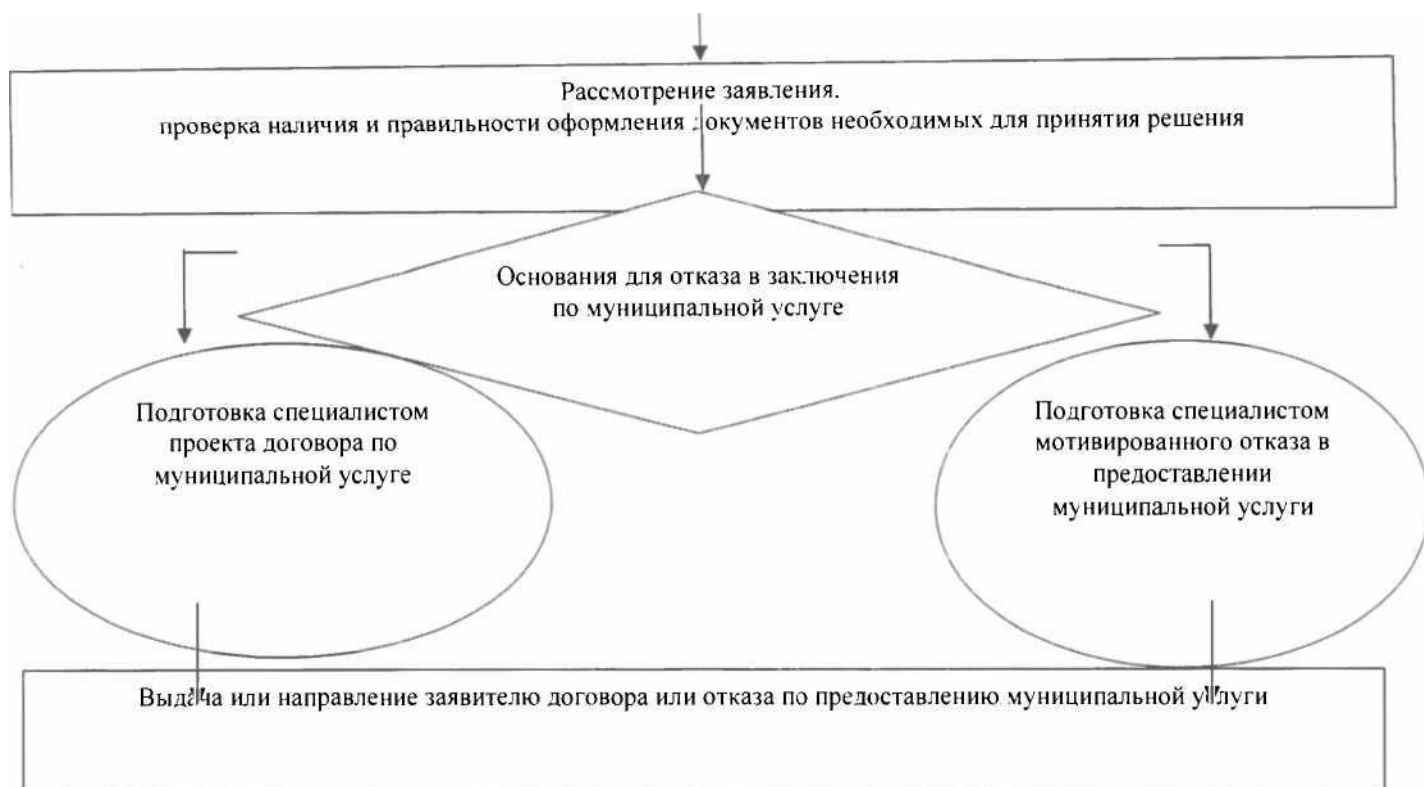 Рассмотрение заявления.
проверка наличия и правильности оформления документов необходимых для принятия решения
Основания для отказа в заключения
по муниципальной услуге
Подготовка специалистом
проекта договора по
муниципальной услуге
Подготовка специалистом
мотивированного отказа в
предоставлении
муниципальной услуги
Выдача или направление заявителю договора или отказа по предоставлению муниципальной услуги